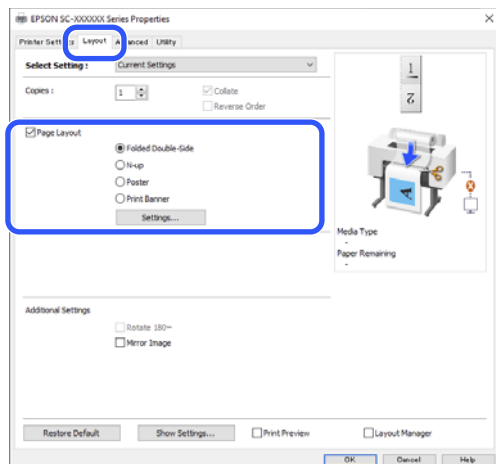 EPSON SC-XXXXXX Series Properties
Printer Settings Layout Advanced Utility
Select Setting : Current Settings
Copies : 1 Collate
Reverse Order
1
2
Page Layout
Folded Double-Side
N-up
Poster
Print Banner
Settings...
A
Media Type
-
Paper Remaining
-
Additional Settings
Rotate 180°
Mirror Image
Restore Default Show Settings... Print Preview Layout Manager
OK Cancel Help